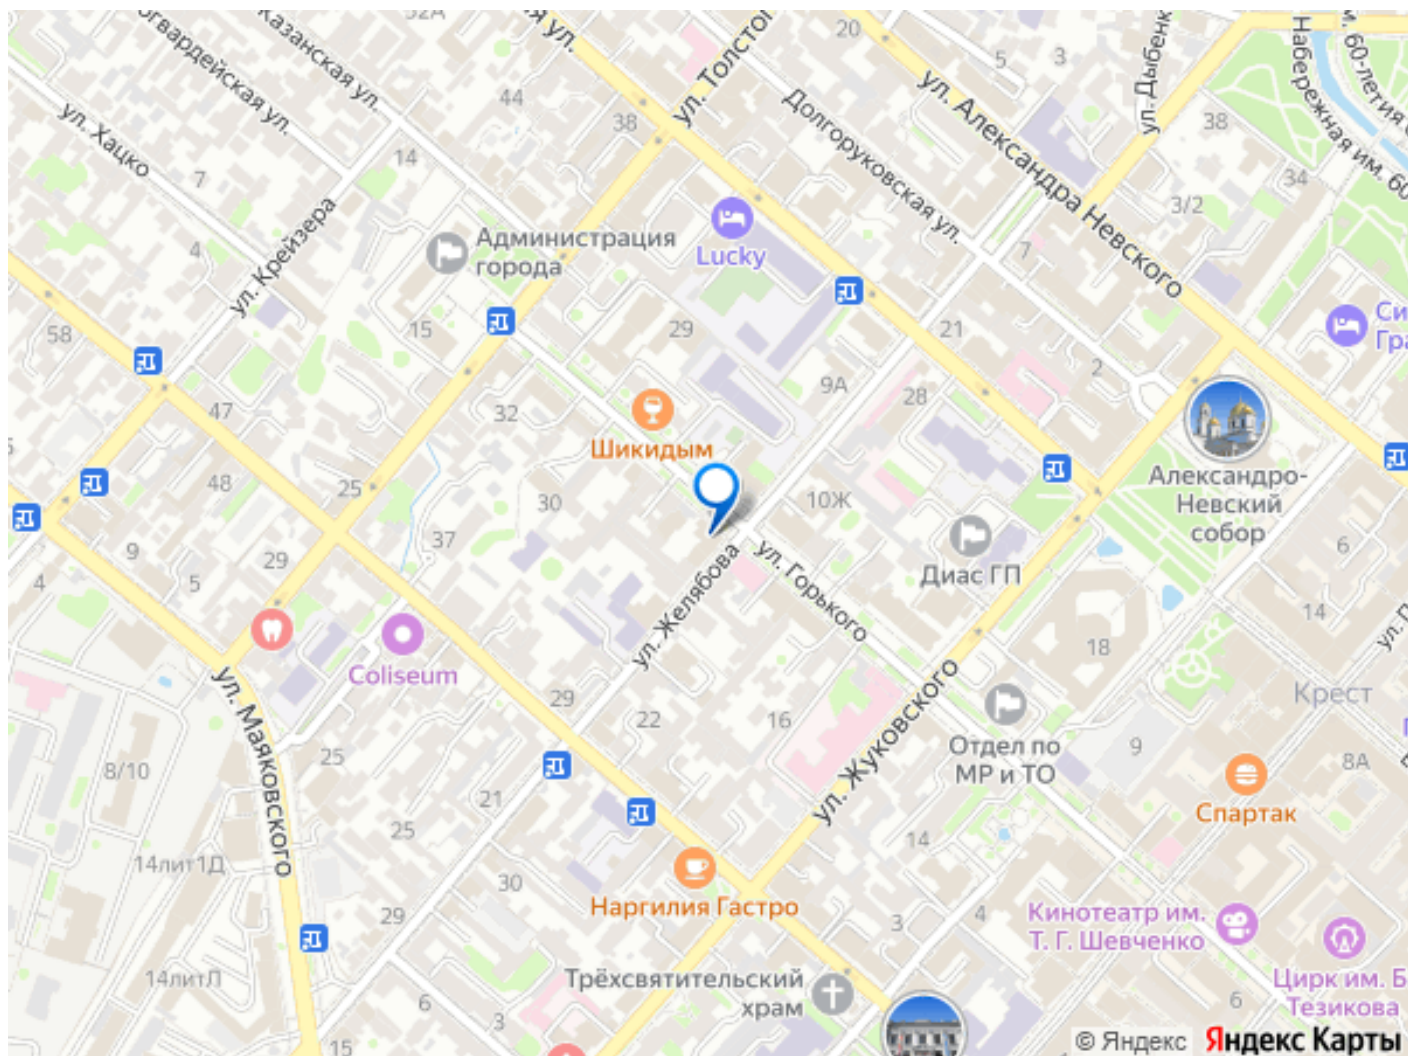 52А
Казанская ул.
ул. Хацко
ул. Крейзера
ул. Толсто
20
5
3
ул. Дыбенк
ул. Александра Невского
Долгоруковская ул.
44
38
14
7
4
38
34
3/2
7
Администрация
города
Lucky
58
15
29
21
2
9А
28
47
32
Шикидым
48
25
30
10Ж
Александро-
Невский
собор
9
29
5
4
37
Диас ГП
6
14
ул. Желябова
ул. Горького
18
Coliseum
ул. Маяковского
29
22
16
ул. Жуковского
Крест
Отдел по
МР и ТО
9
8А
8/10
25
21
25
Спартак
14лит1Д
14
30
29
Наргилия Гастро
3
4
Кинотеатр им.
Т. Г. Шевченко
14литЛ
Трёхсвятительский
храм
Цирк им. Б
Тезикова
6
3
6
15
© Яндекс Яндекс Карты